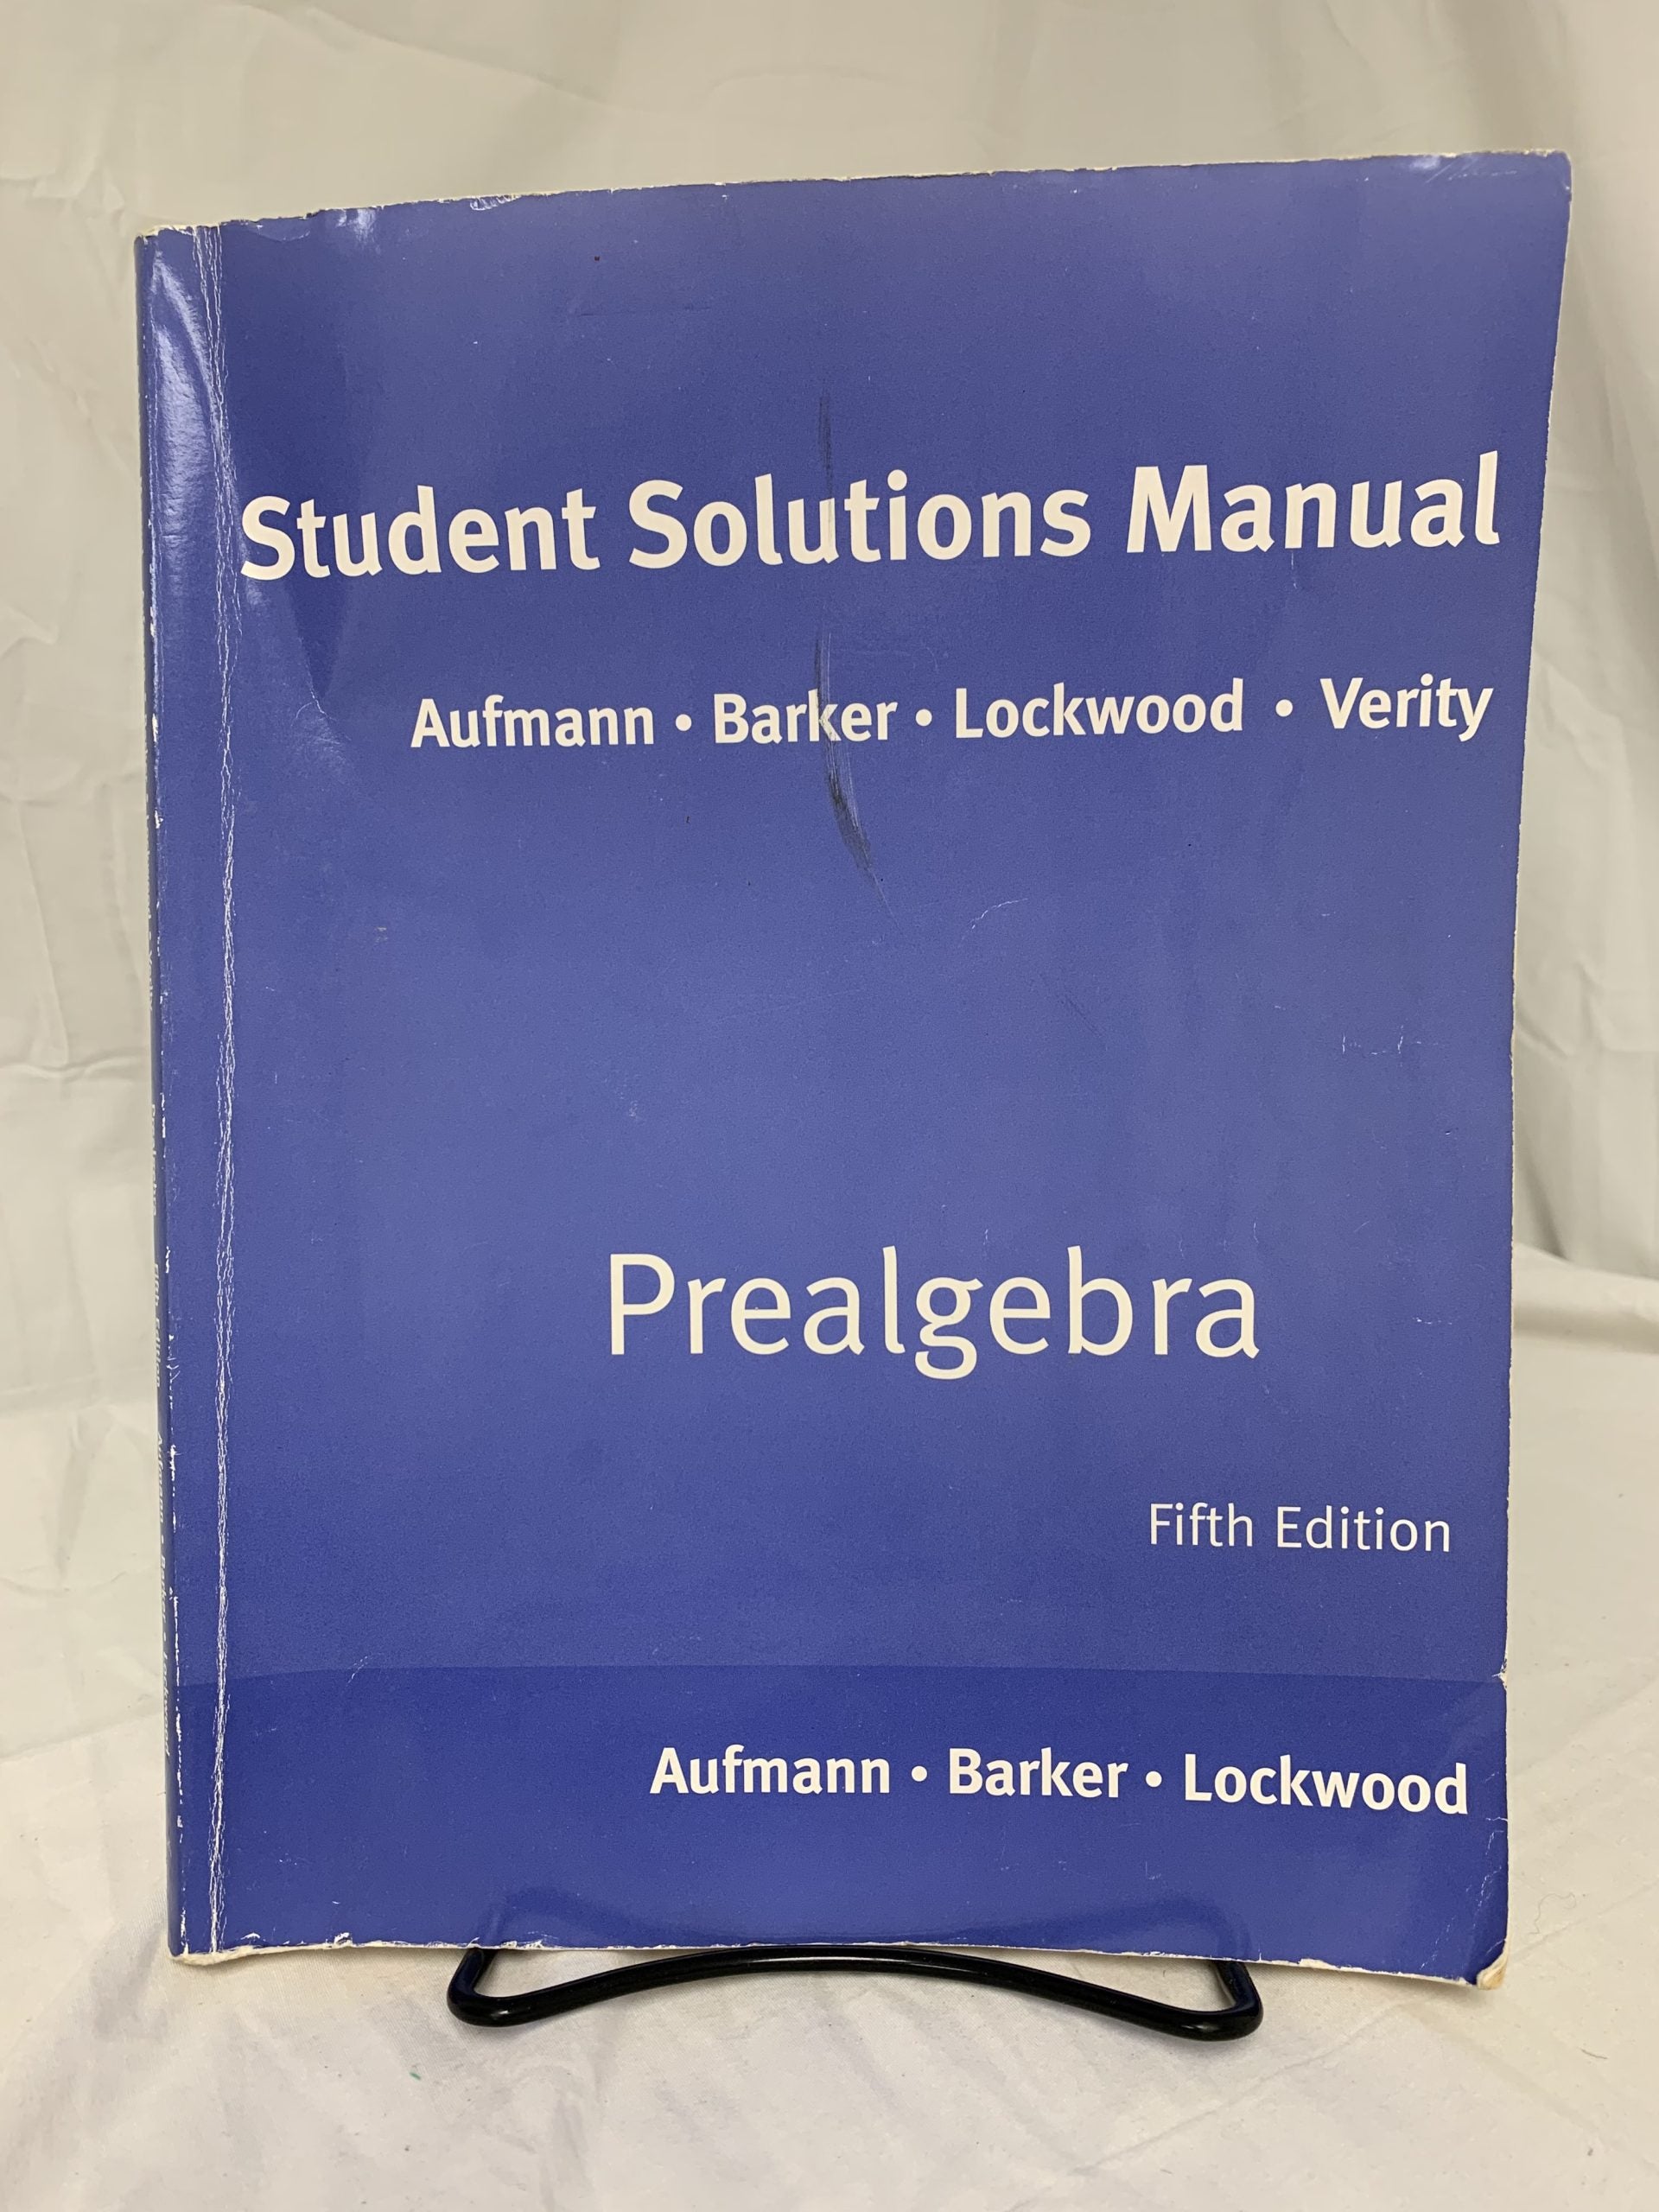 Student Solutions Manual
Aufmann • Barker • Lockwood • Verity
Prealgebra
Fifth Edition
Aufmann • Barker • Lockwood